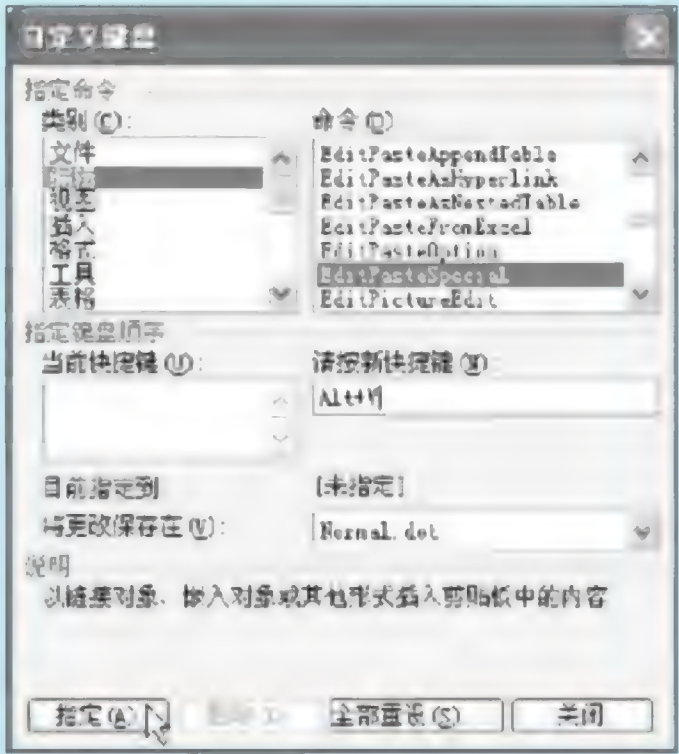 自定义键盘
指定命令
类别(C):
命令(O)
文件
编辑
视图
插入
格式
工具
表格
EditPasteAppendTable
EditPasteAsHyperlink
EditPasteAsNestedTable
EditPasteFromExcel
EditPasteOption
EditPasteSpecial
EditPictureEdit
指定键盘顺序
当前快捷键(U):
请按新快捷键(N)
Alt+V
目前指定到
[未指定]
将更改保存在(V):
Normal.dot
说明
以链接对象、嵌入对象或其他形式插入剪贴板中的内容
指定(A)
全部重设(S)
关闭